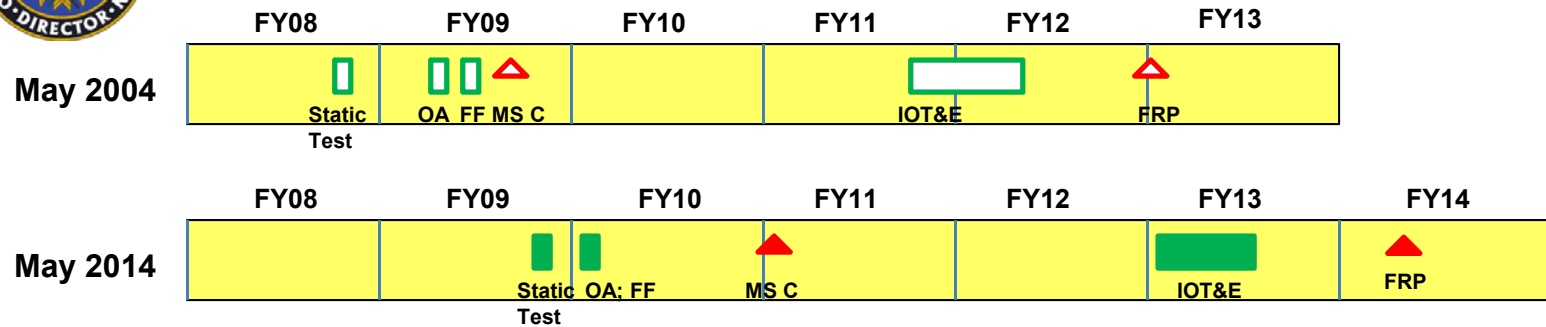 O. DIRECTOR
FY08 FY09 FY10 FY11 FY12 FY13
May 2004
Static OA FF MS C IOT&E FRP
Test
FY08 FY09 FY10 FY11 FY12 FY13 FY14
May 2014
Static OA; FF MS C IOT&E FRP
Test